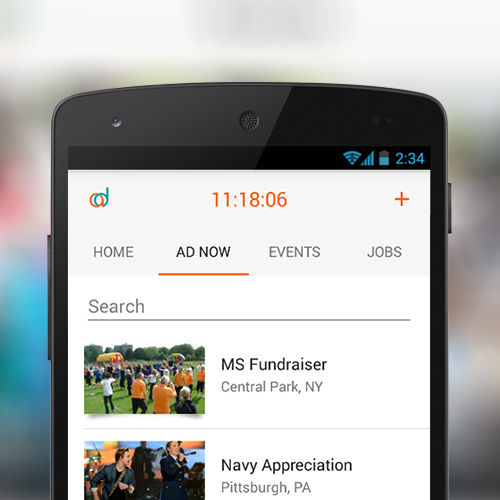 2:34
ad
11:18:06 +
HOME AD NOW EVENTS JOBS
Search
MS Fundraiser
Central Park, NY
Navy Appreciation
Pittsburgh, PA